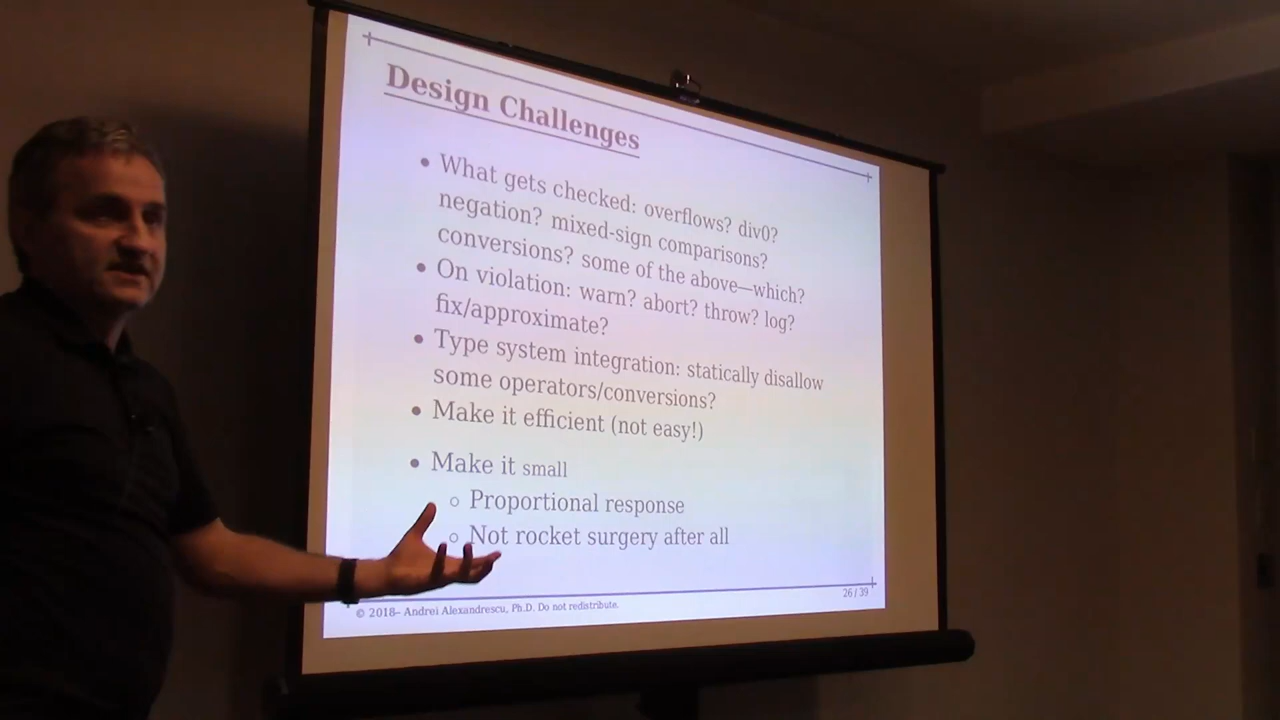 Design Challenges
• What gets checked: overflows? div0?
negation? mixed-sign comparisons?
conversions? some of the above—which?
• On violation: warn? abort? throw? log?
fix/approximate?
• Type system integration: statically disallow
some operators/conversions?
• Make it efficient (not easy!)
• Make it small
○ Proportional response
○ Not rocket surgery after all
26 / 39
© 2018– Andrei Alexandrescu, Ph.D. Do not redistribute.